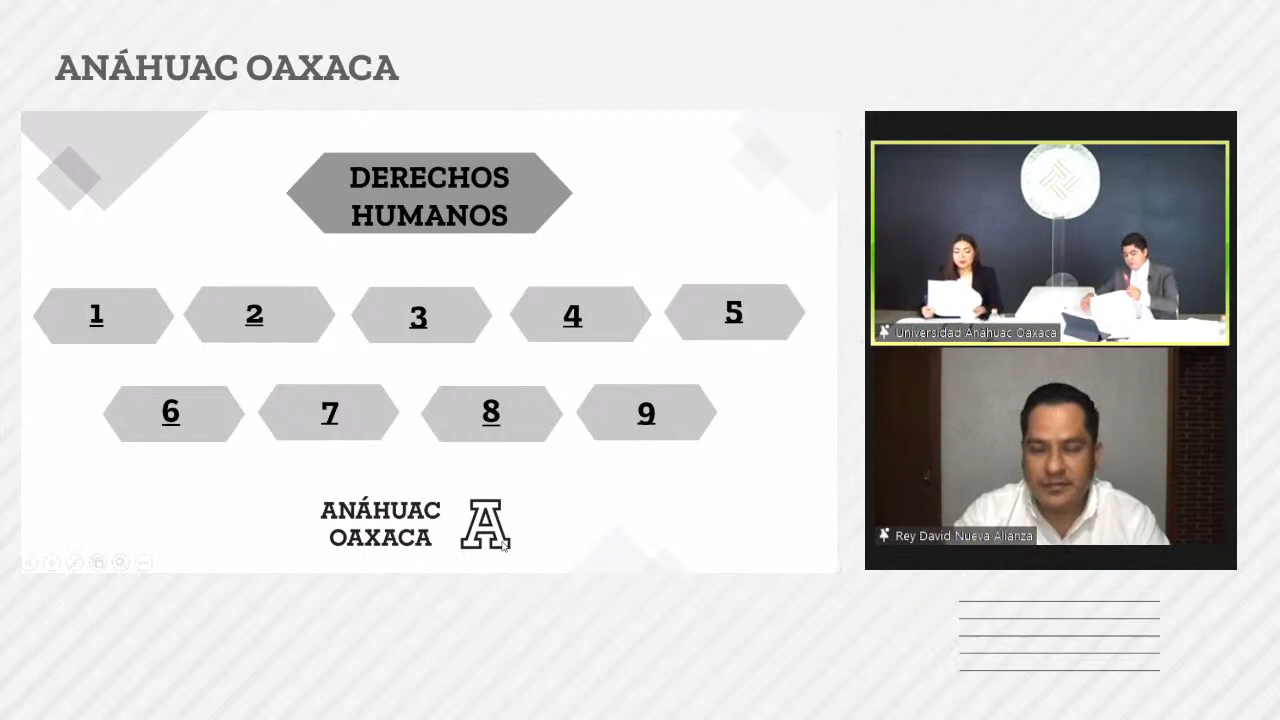 ANÁHUAC OAXACA
DERECHOS
HUMANOS
1 2 3 4 5
6 7 8 9
ANÁHUAC
OAXACA
A
Universidad Anáhuac Oaxaca
Rey David Nueva Alianza